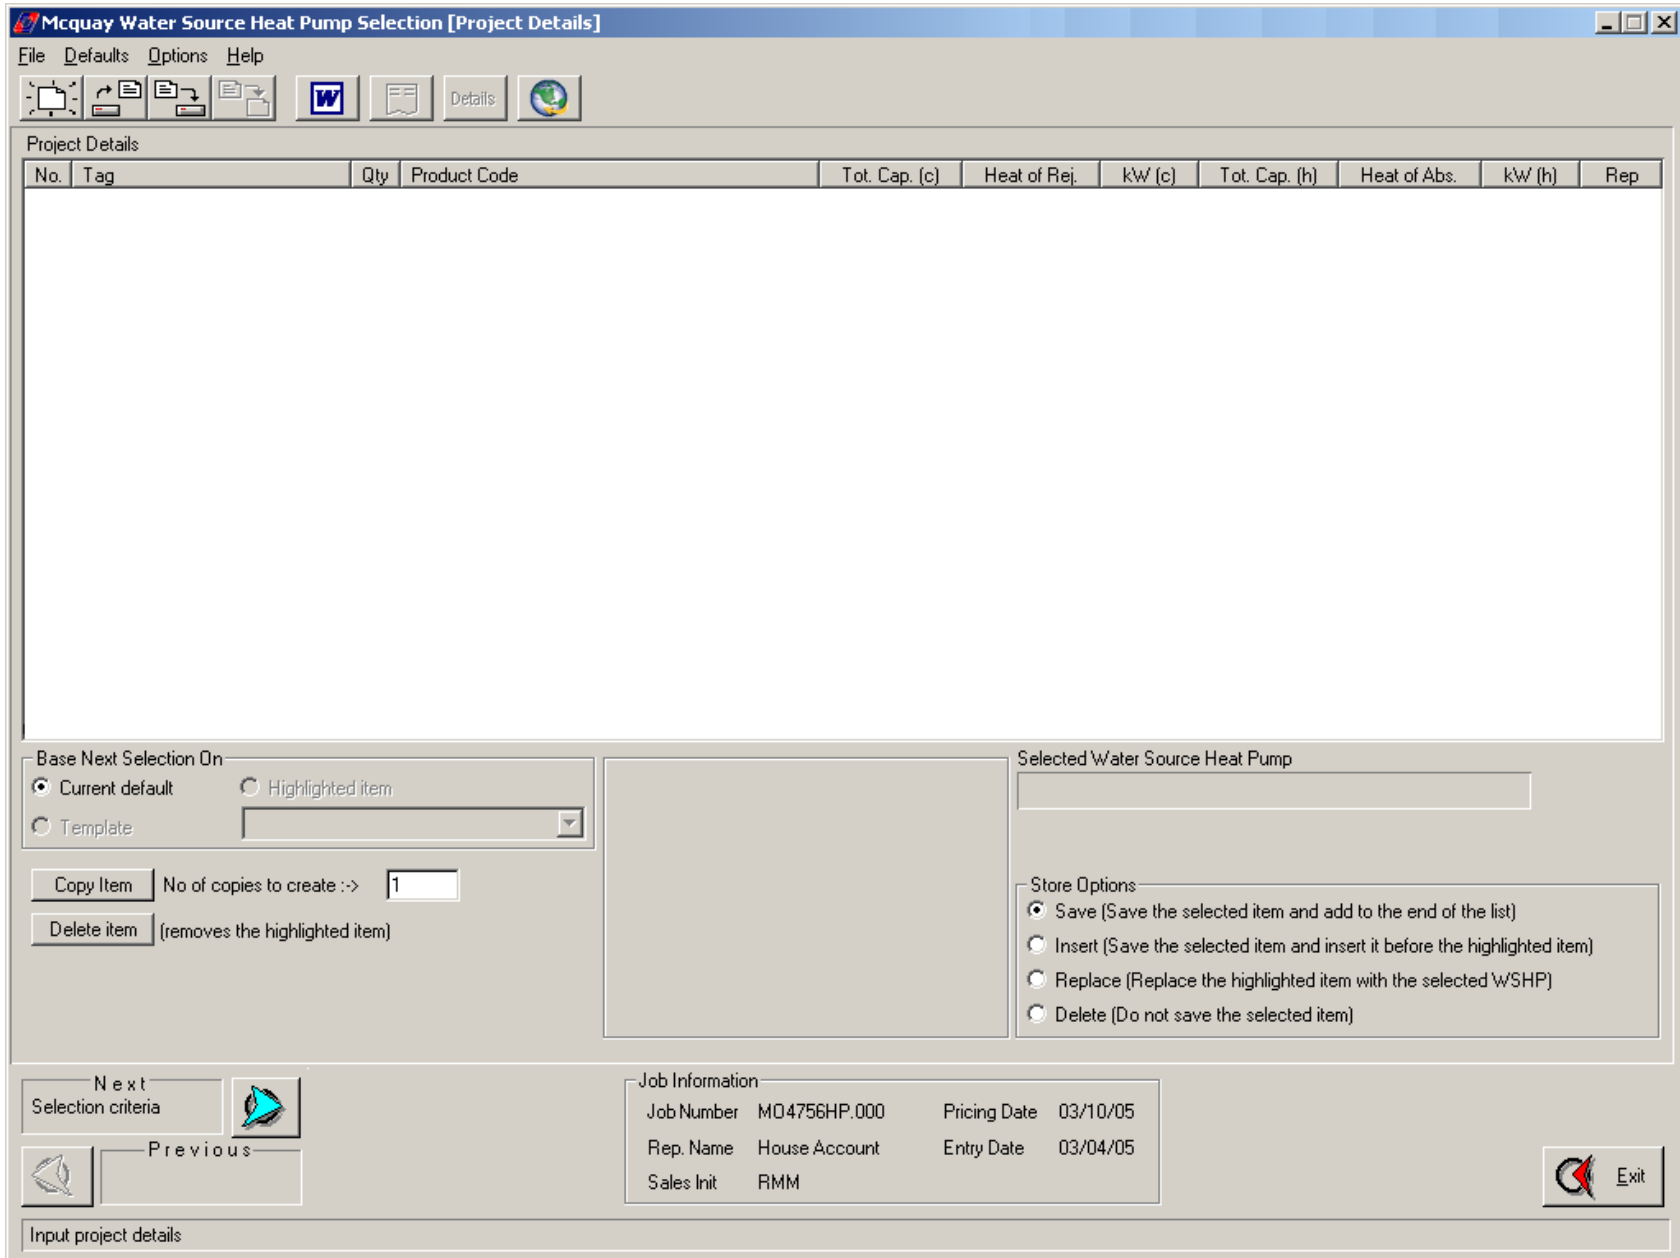 Mcquay Water Source Heat Pump Selection [Project Details]
File Defaults Options Help
W Details
Project Details
No. Tag Qty Product Code Tot. Cap. (c) Heat of Rej. kW (c) Tot. Cap. (h) Heat of Abs. kW (h) Rep
Base Next Selection On
Current default Highlighted item
Template
Copy Item No of copies to create :-> 1
Delete item (removes the highlighted item)
Selected Water Source Heat Pump
Store Options
Save (Save the selected item and add to the end of the list)
Insert (Save the selected item and insert it before the highlighted item)
Replace (Replace the highlighted item with the selected WSHP)
Delete (Do not save the selected item)
Next
Selection criteria
Previous
Job Information
Job Number MO4756HP.000 Pricing Date 03/10/05
Rep. Name House Account Entry Date 03/04/05
Sales Init RMM
Exit
Input project details